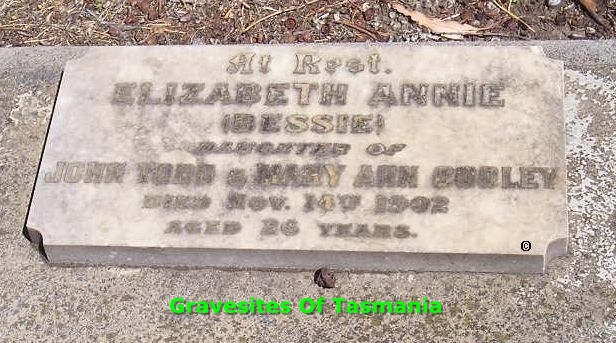 At Rest.
ELIZABETH ANNIE
(BESSIE)
DAUGHTER OF
JOHN TODD & MARY ANN COOLEY
DIED NOV. 14TH 1902
AGED 26 YEARS.
©
Gravesites Of Tasmania